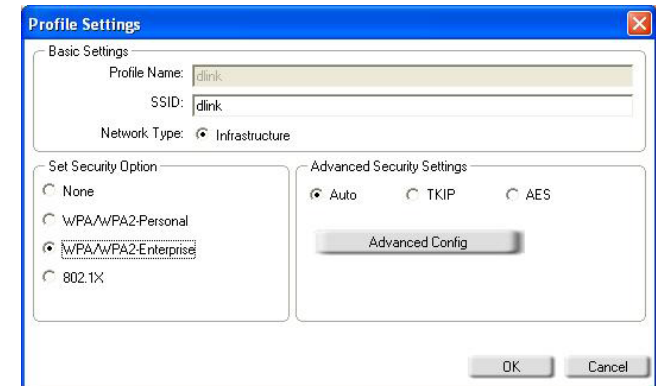 Profile Settings
Basic Settings
Profile Name: dlink
SSID: dlink
Network Type: Infrastructure
Set Security Option
None
WPA/WPA2-Personal
WPA/WPA2-Enterprise
802.1X
Advanced Security Settings
Auto TKIP AES
Advanced Config
OK Cancel